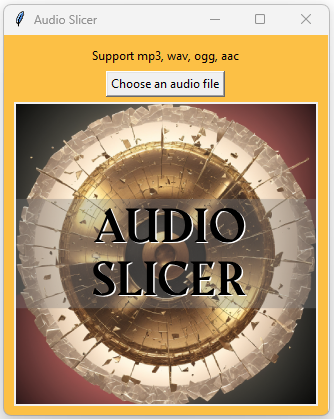 Audio Slicer
Support mp3, wav, ogg, aac
Choose an audio file
AUDIO
SLICER